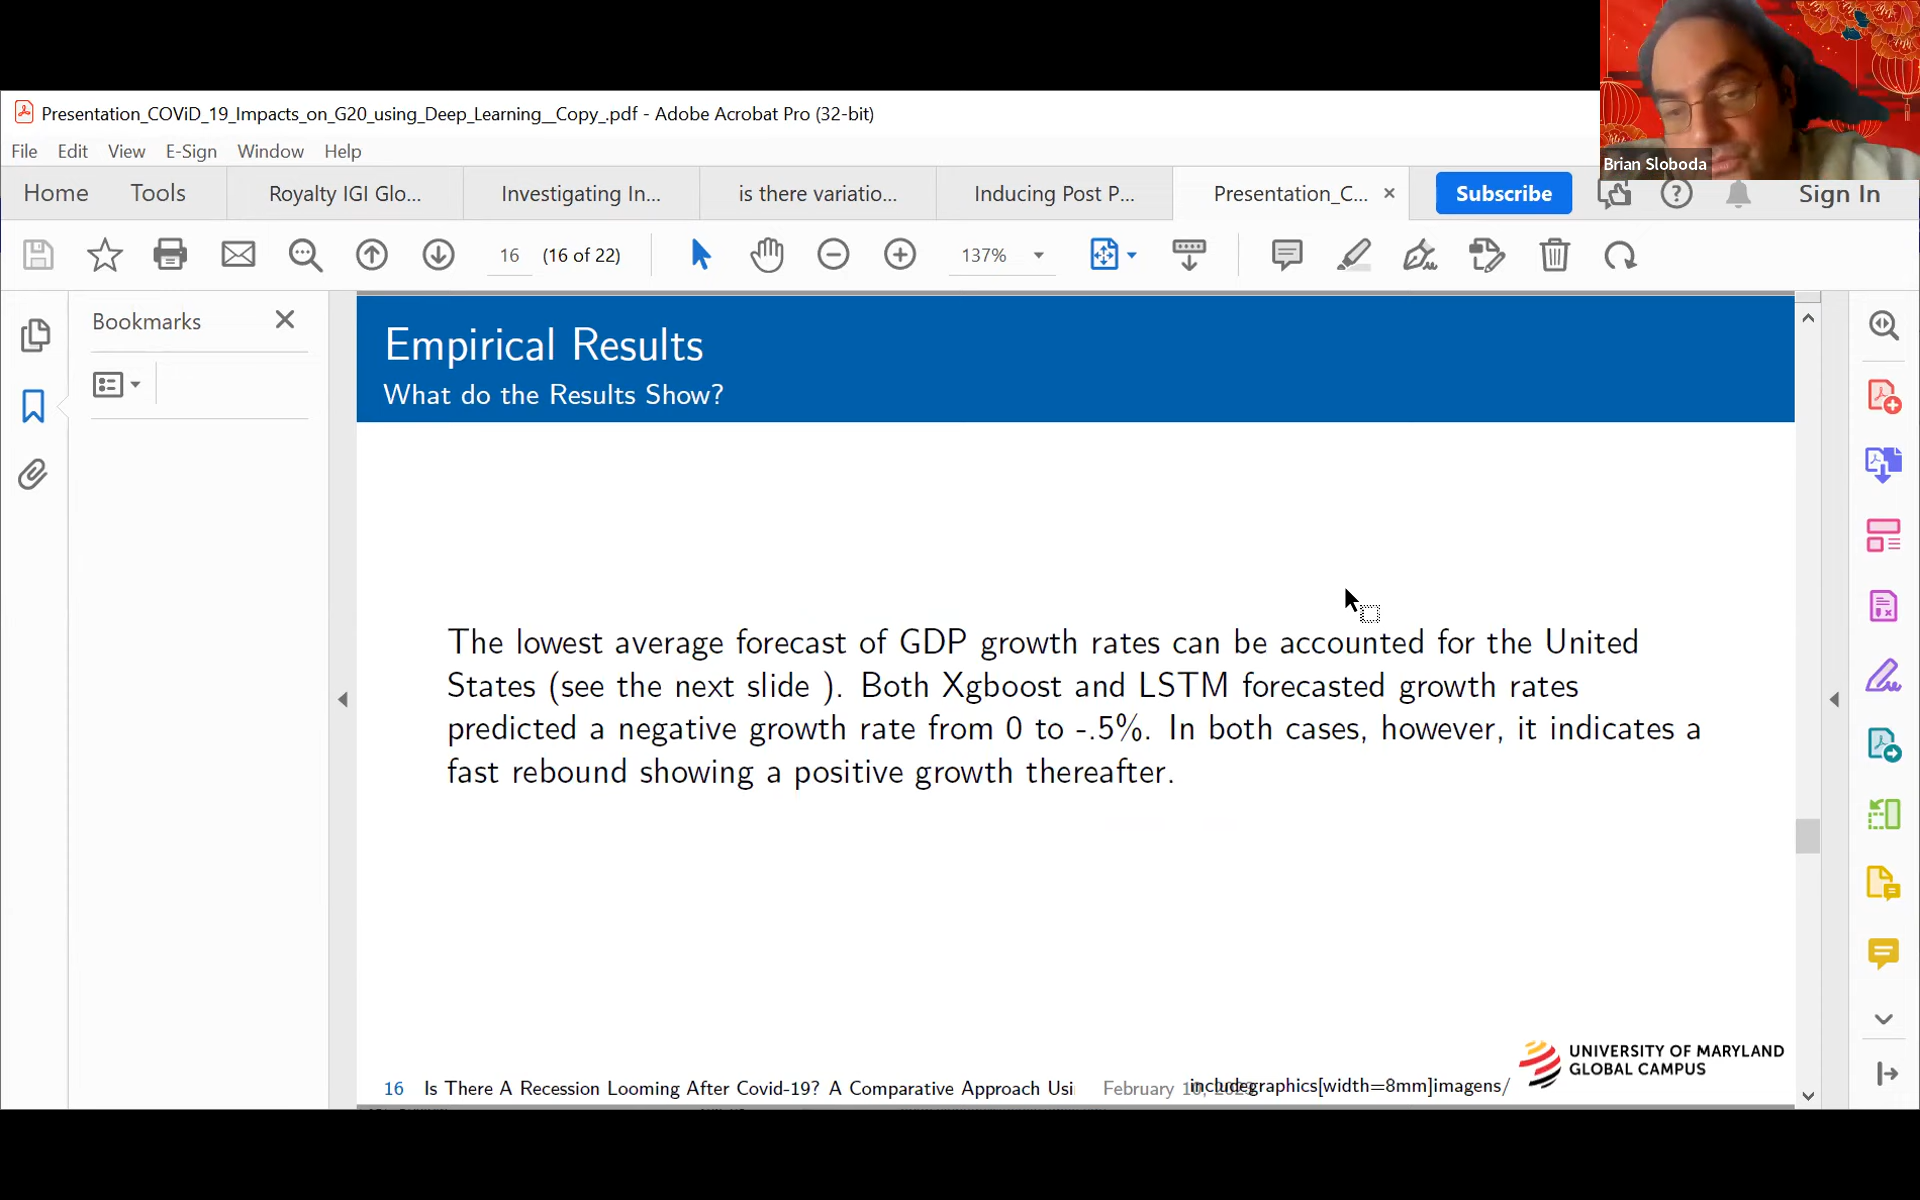 Brian Sloboda
Presentation_COViD_19_Impacts_on_G20_using_Deep_Learning__Copy_.pdf - Adobe Acrobat Pro (32-bit)
File Edit View E-Sign Window Help
Home Tools Royalty IGI Glo... Investigating In... is there variatio... Inducing Post P... Presentation_C... Subscribe Sign In
16 (16 of 22) 137%
Bookmarks
Empirical Results
What do the Results Show?
The lowest average forecast of GDP growth rates can be accounted for the United
States (see the next slide ). Both Xgboost and LSTM forecasted growth rates
predicted a negative growth rate from 0 to -.5%. In both cases, however, it indicates a
fast rebound showing a positive growth thereafter.
UNIVERSITY OF MARYLAND
GLOBAL CAMPUS
16 Is There A Recession Looming After Covid-19? A Comparative Approach Usi February includegraphics[width=8mm]imagens/